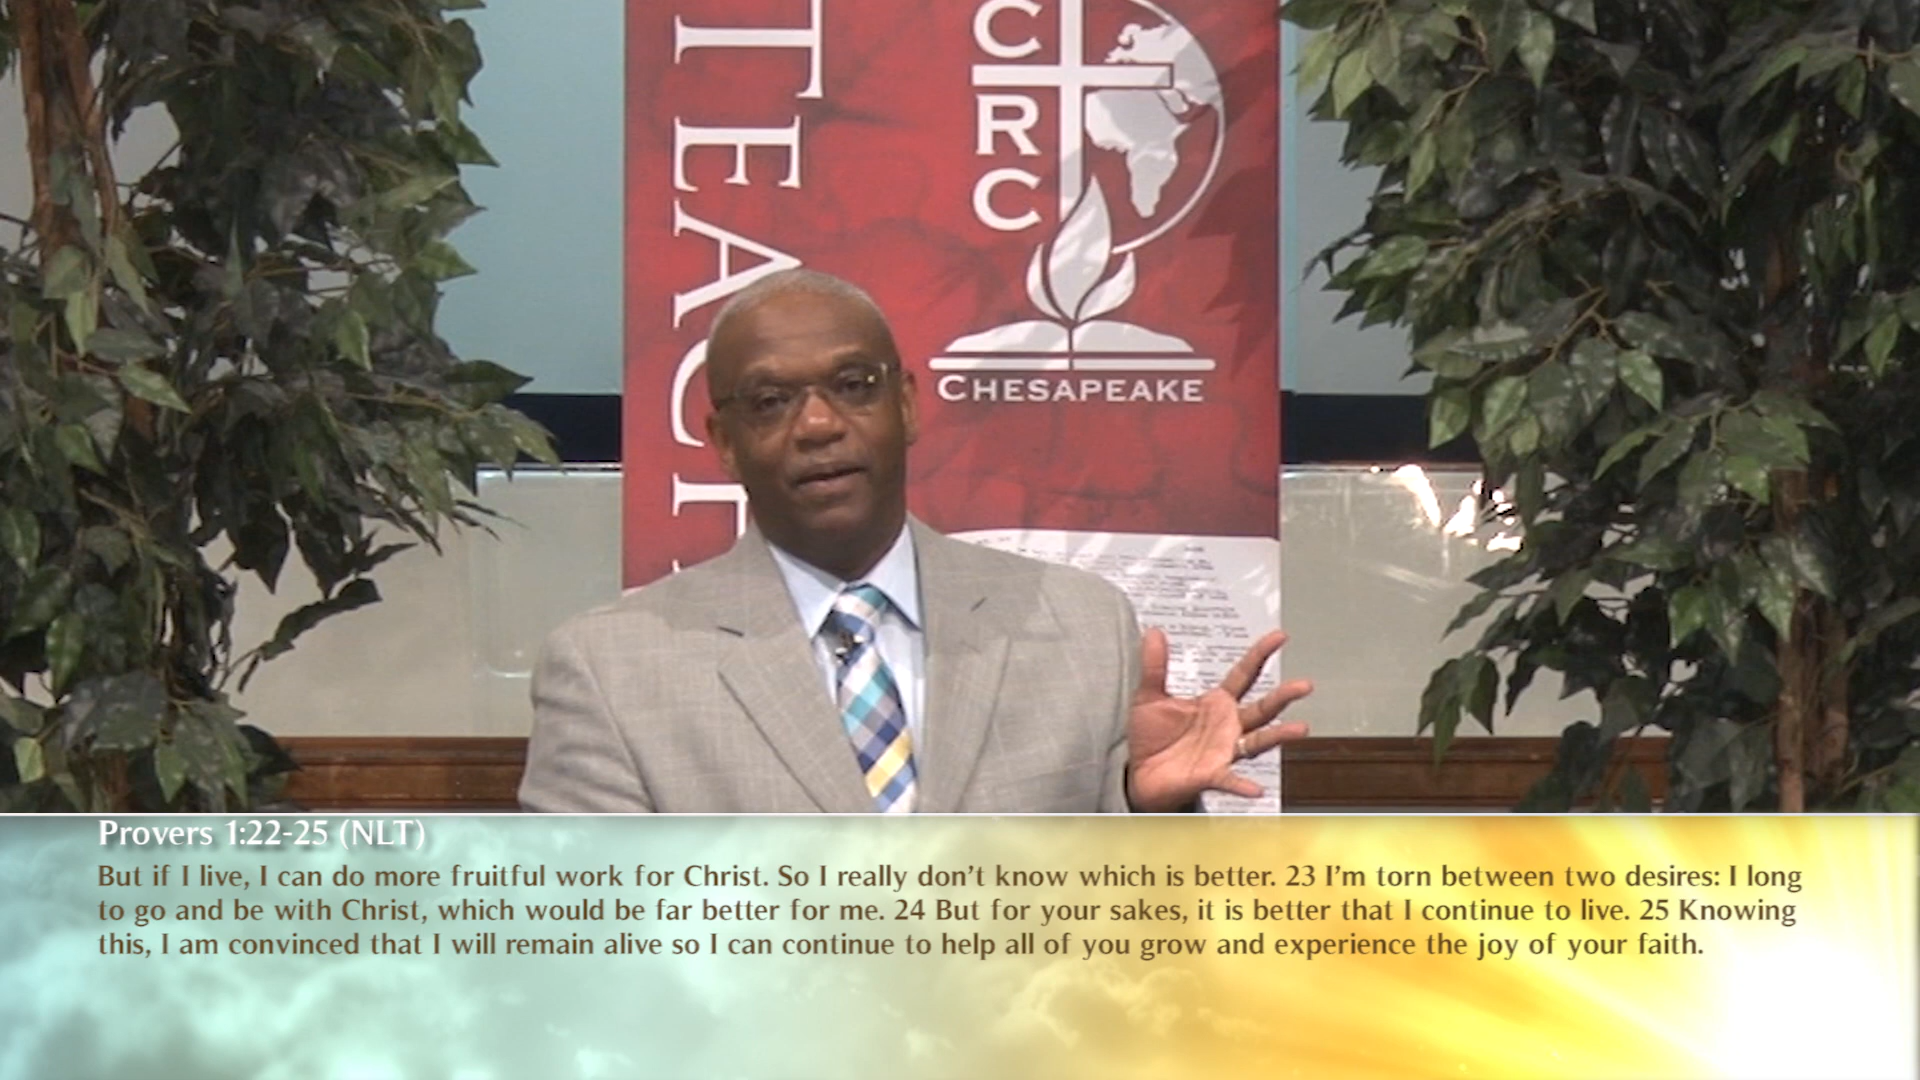 TEACH
C
R
C
CHESAPEAKE
Provers 1:22-25 (NLT)
But if I live, I can do more fruitful work for Christ. So I really don’t know which is better. 23 I’m torn between two desires: I long
to go and be with Christ, which would be far better for me. 24 But for your sakes, it is better that I continue to live. 25 Knowing
this, I am convinced that I will remain alive so I can continue to help all of you grow and experience the joy of your faith.